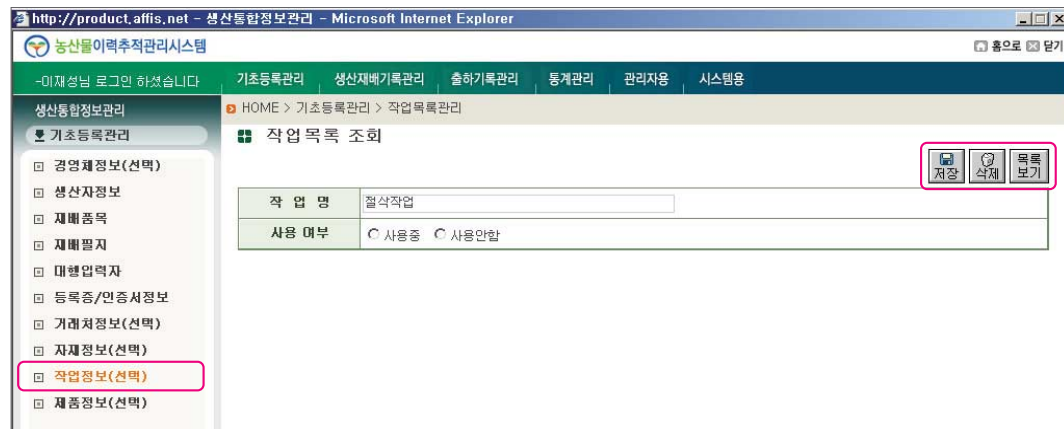 http://product.affis.net - 생산통합정보관리 - Microsoft Internet Explorer
농산물이력추적관리시스템
홈으로 닫기
-이재성님 로그인 하셨습니다
기초등록관리 생산재배기록관리 출하기록관리 통계관리 관리자용 시스템용
생산통합정보관리
HOME > 기초등록관리 > 작업목록관리
기초등록관리
작업목록 조회
저장 삭제 목록보기
경영체정보(선택)
생산자정보
재배품목
재배필지
대행입력자
등록증/인증서정보
거래처정보(선택)
자재정보(선택)
작업정보(선택)
제품정보(선택)
작 업 명 절삭작업
사용 여부 사용중 사용안함